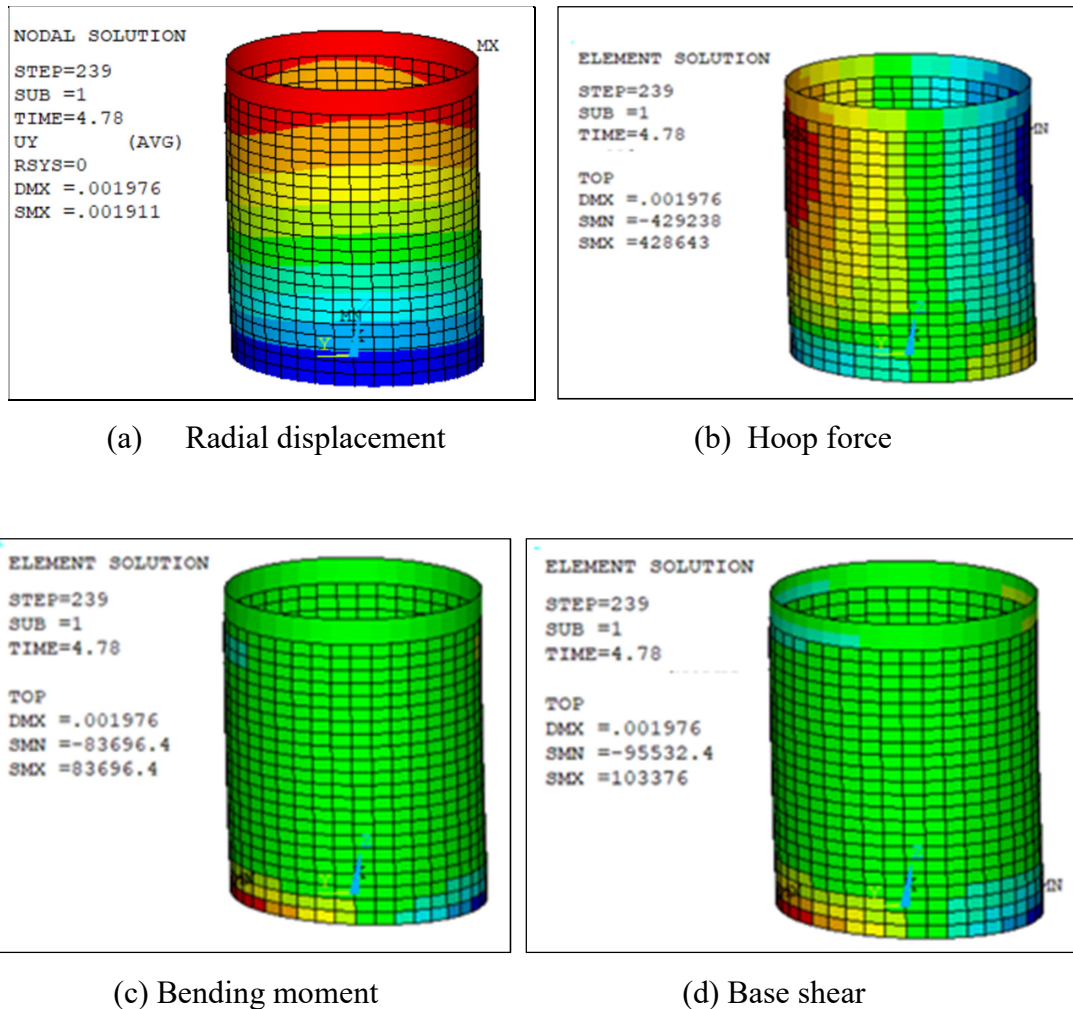 NODAL SOLUTION
STEP=239
SUB =1
TIME=4.78
UY (AVG)
RSYS=0
DMX =.001976
SMX =.001911
MX
MN
Y
(a) Radial displacement
ELEMENT SOLUTION
STEP=239
SUB =1
TIME=4.78
TOP
DMX =.001976
SMN =-429238
SMX =428643
MN
Z
Y
(b) Hoop force
ELEMENT SOLUTION
STEP=239
SUB =1
TIME=4.78
TOP
DMX =.001976
SMN =-83696.4
SMX =83696.4
Z
Y
(c) Bending moment
ELEMENT SOLUTION
STEP=239
SUB =1
TIME=4.78
TOP
DMX =.001976
SMN =-95532.4
SMX =103376
Z
Y
MN
(d) Base shear